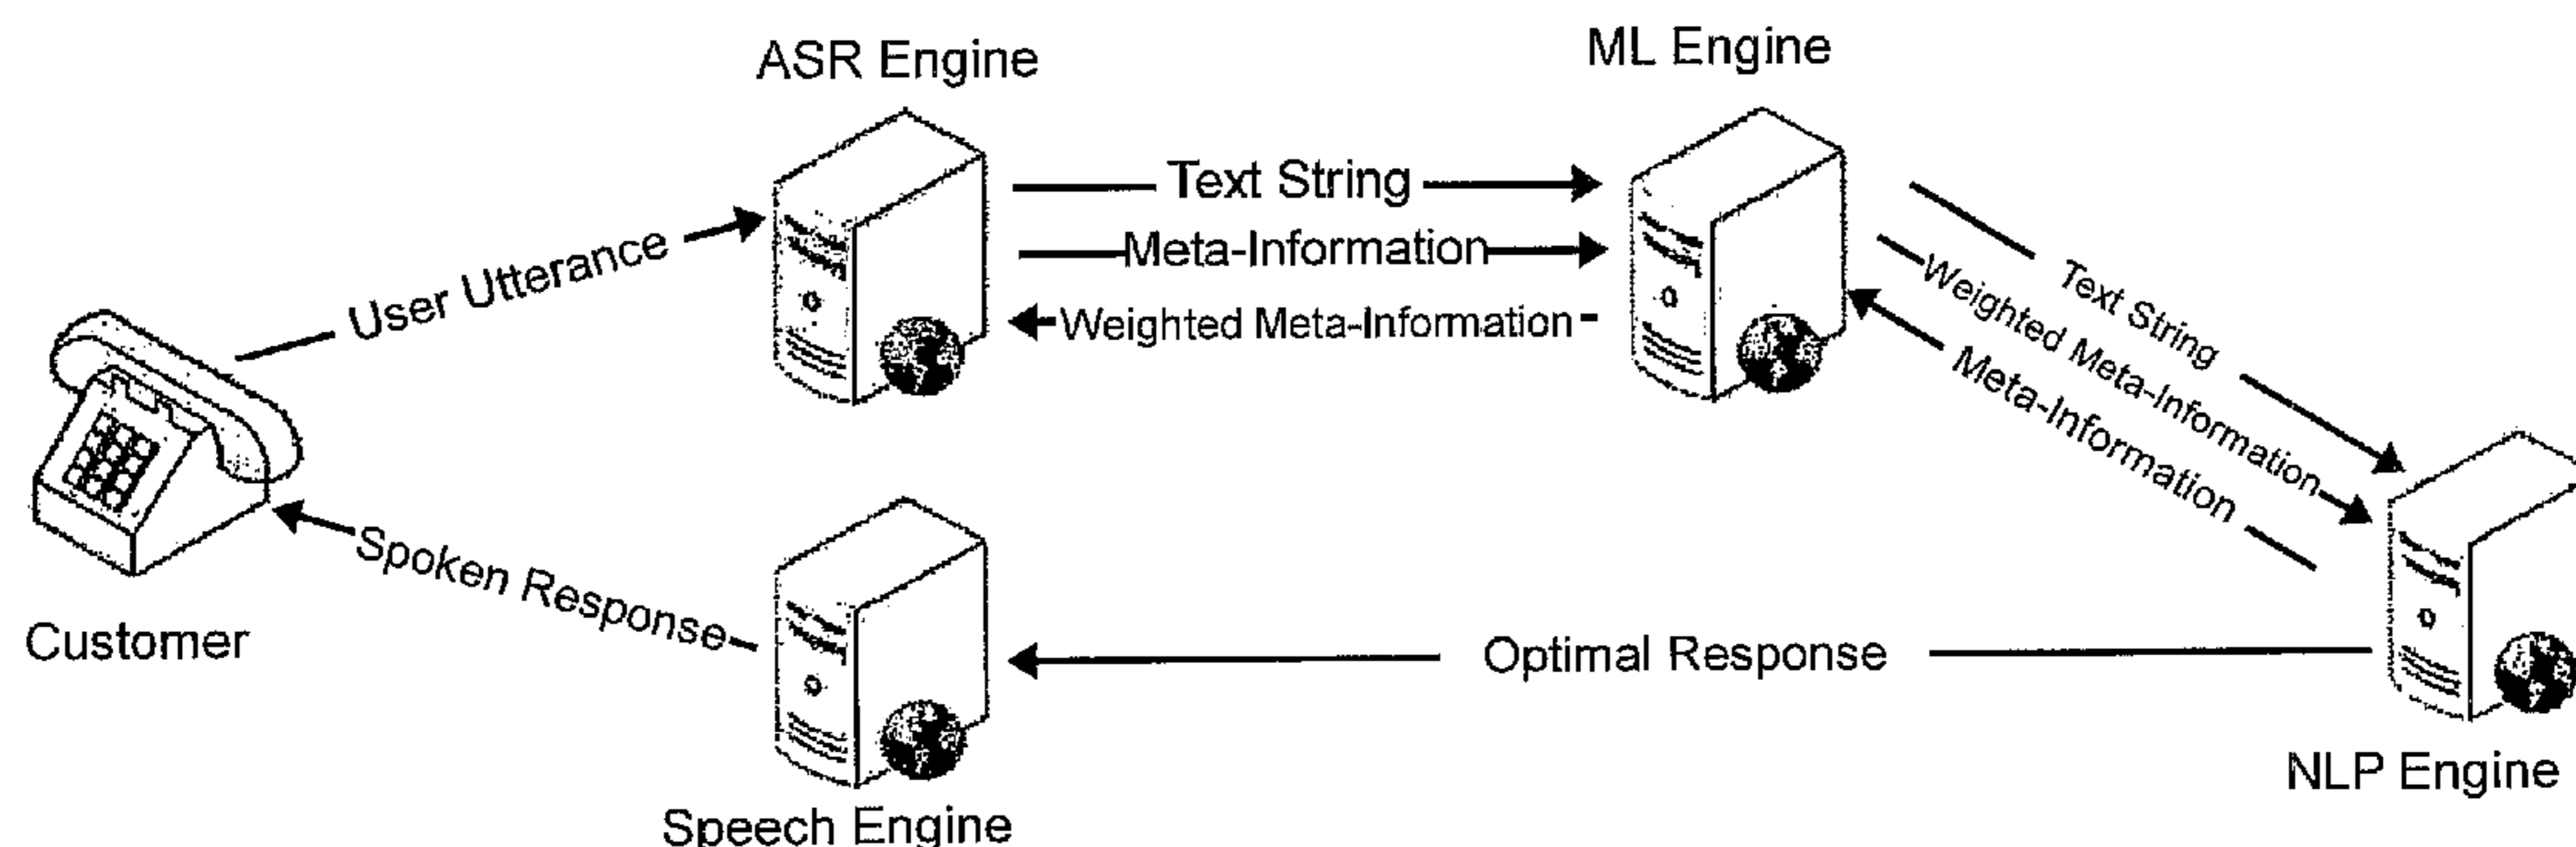 ASR Engine
ML Engine
User Utterance
Text String
Meta-Information
Weighted Meta-Information
Text String
Weighted Meta-Information
Meta-Information
Customer
Spoken Response
Optimal Response
Speech Engine
NLP Engine